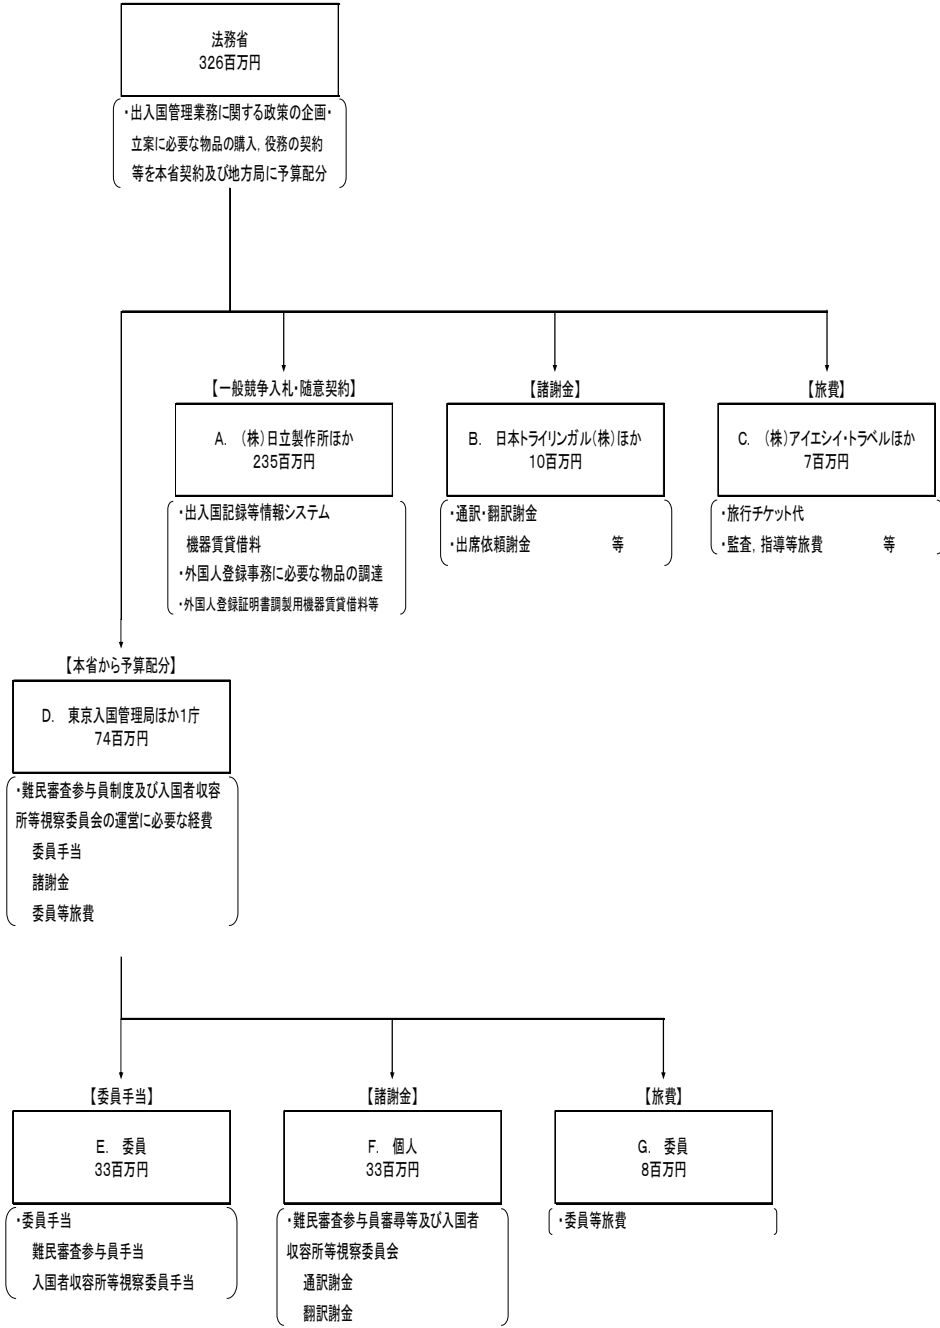 法務省
326百万円
・出入国管理業務に関する政策の企画・
立案に必要な物品の購入，役務の契約
等を本省契約及び地方局に予算配分
【一般競争入札・随意契約】
A.　（株）日立製作所ほか
235百万円
・出入国記録等情報システム
機器賃貸借料
・外国人登録事務に必要な物品の調達
・外国人登録証明書調製用機器賃貸借料等
【諸謝金】
B.　日本トライリンガル（株）ほか
10百万円
・通訳・翻訳謝金
・出席依頼謝金　　　　　等
【旅費】
C.　（株）アイエシイ・トラベルほか
7百万円
・旅行チケット代
・監査，指導等旅費　　　　等
【本省から予算配分】
D.　東京入国管理局ほか1庁
74百万円
・難民審査参与員制度及び入国者収容
所等視察委員会の運営に必要な経費
委員手当
諸謝金
委員等旅費
【委員手当】
E.　委員
33百万円
・委員手当
難民審査参与員手当
入国者収容所等視察委員手当
【諸謝金】
F.　個人
33百万円
・難民審査参与員審尋等及び入国者
収容所等視察委員会
通訳謝金
翻訳謝金
【旅費】
G.　委員
8百万円
・委員等旅費